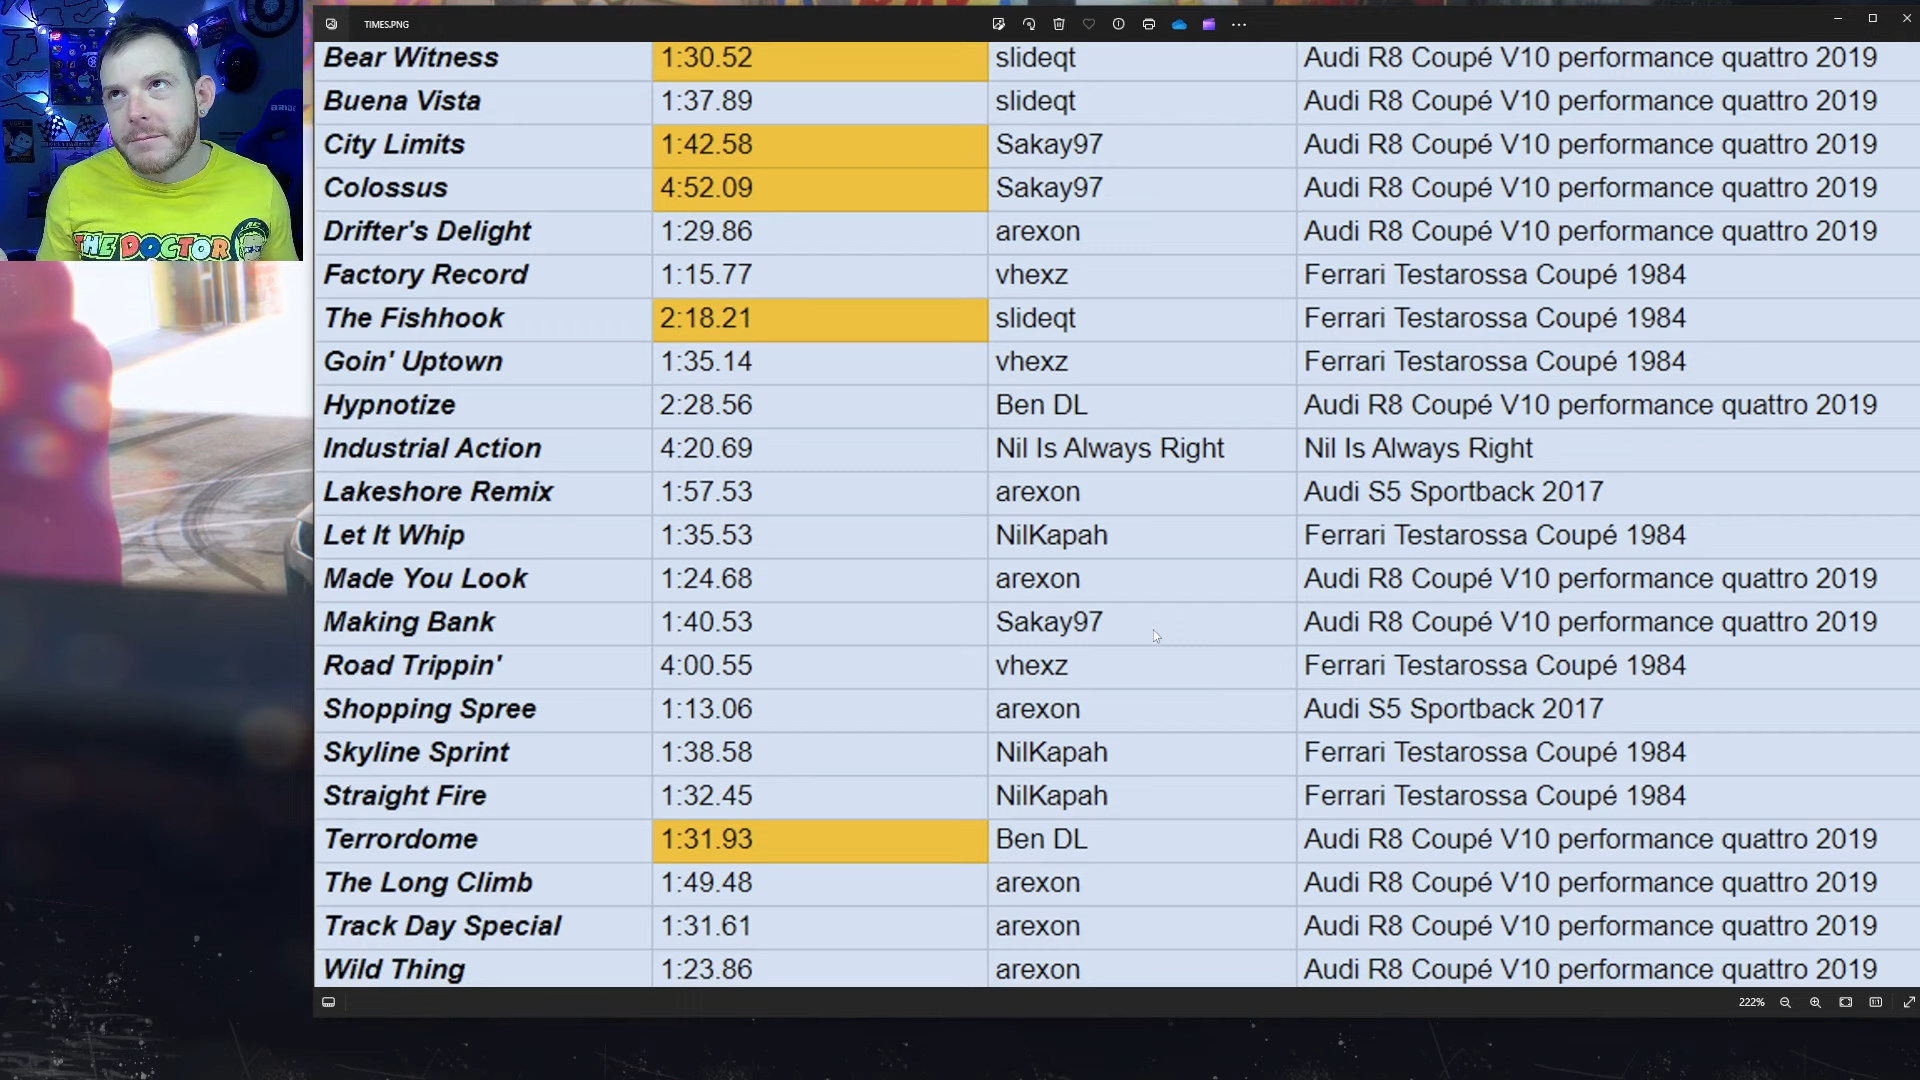 TIMES.PNG
Bear Witness 1:30.52 slideqt Audi R8 Coupé V10 performance quattro 2019
Buena Vista 1:37.89 slideqt Audi R8 Coupé V10 performance quattro 2019
City Limits 1:42.58 Sakay97 Audi R8 Coupé V10 performance quattro 2019
Colossus 4:52.09 Sakay97 Audi R8 Coupé V10 performance quattro 2019
Drifter's Delight 1:29.86 arexon Audi R8 Coupé V10 performance quattro 2019
Factory Record 1:15.77 vhexz Ferrari Testarossa Coupé 1984
The Fishhook 2:18.21 slideqt Ferrari Testarossa Coupé 1984
Goin' Uptown 1:35.14 vhexz Ferrari Testarossa Coupé 1984
Hypnotize 2:28.56 Ben DL Audi R8 Coupé V10 performance quattro 2019
Industrial Action 4:20.69 Nil Is Always Right Nil Is Always Right
Lakeshore Remix 1:57.53 arexon Audi S5 Sportback 2017
Let It Whip 1:35.53 NilKapah Ferrari Testarossa Coupé 1984
Made You Look 1:24.68 arexon Audi R8 Coupé V10 performance quattro 2019
Making Bank 1:40.53 Sakay97 Audi R8 Coupé V10 performance quattro 2019
Road Trippin' 4:00.55 vhexz Ferrari Testarossa Coupé 1984
Shopping Spree 1:13.06 arexon Audi S5 Sportback 2017
Skyline Sprint 1:38.58 NilKapah Ferrari Testarossa Coupé 1984
Straight Fire 1:32.45 NilKapah Ferrari Testarossa Coupé 1984
Terrordome 1:31.93 Ben DL Audi R8 Coupé V10 performance quattro 2019
The Long Climb 1:49.48 arexon Audi R8 Coupé V10 performance quattro 2019
Track Day Special 1:31.61 arexon Audi R8 Coupé V10 performance quattro 2019
Wild Thing 1:23.86 arexon Audi R8 Coupé V10 performance quattro 2019
222%
BRIDE
THE DOCTOR